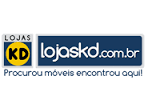 LOJAS
KD
lojaskd.com.br
Procurou móveis encontrou aqui!